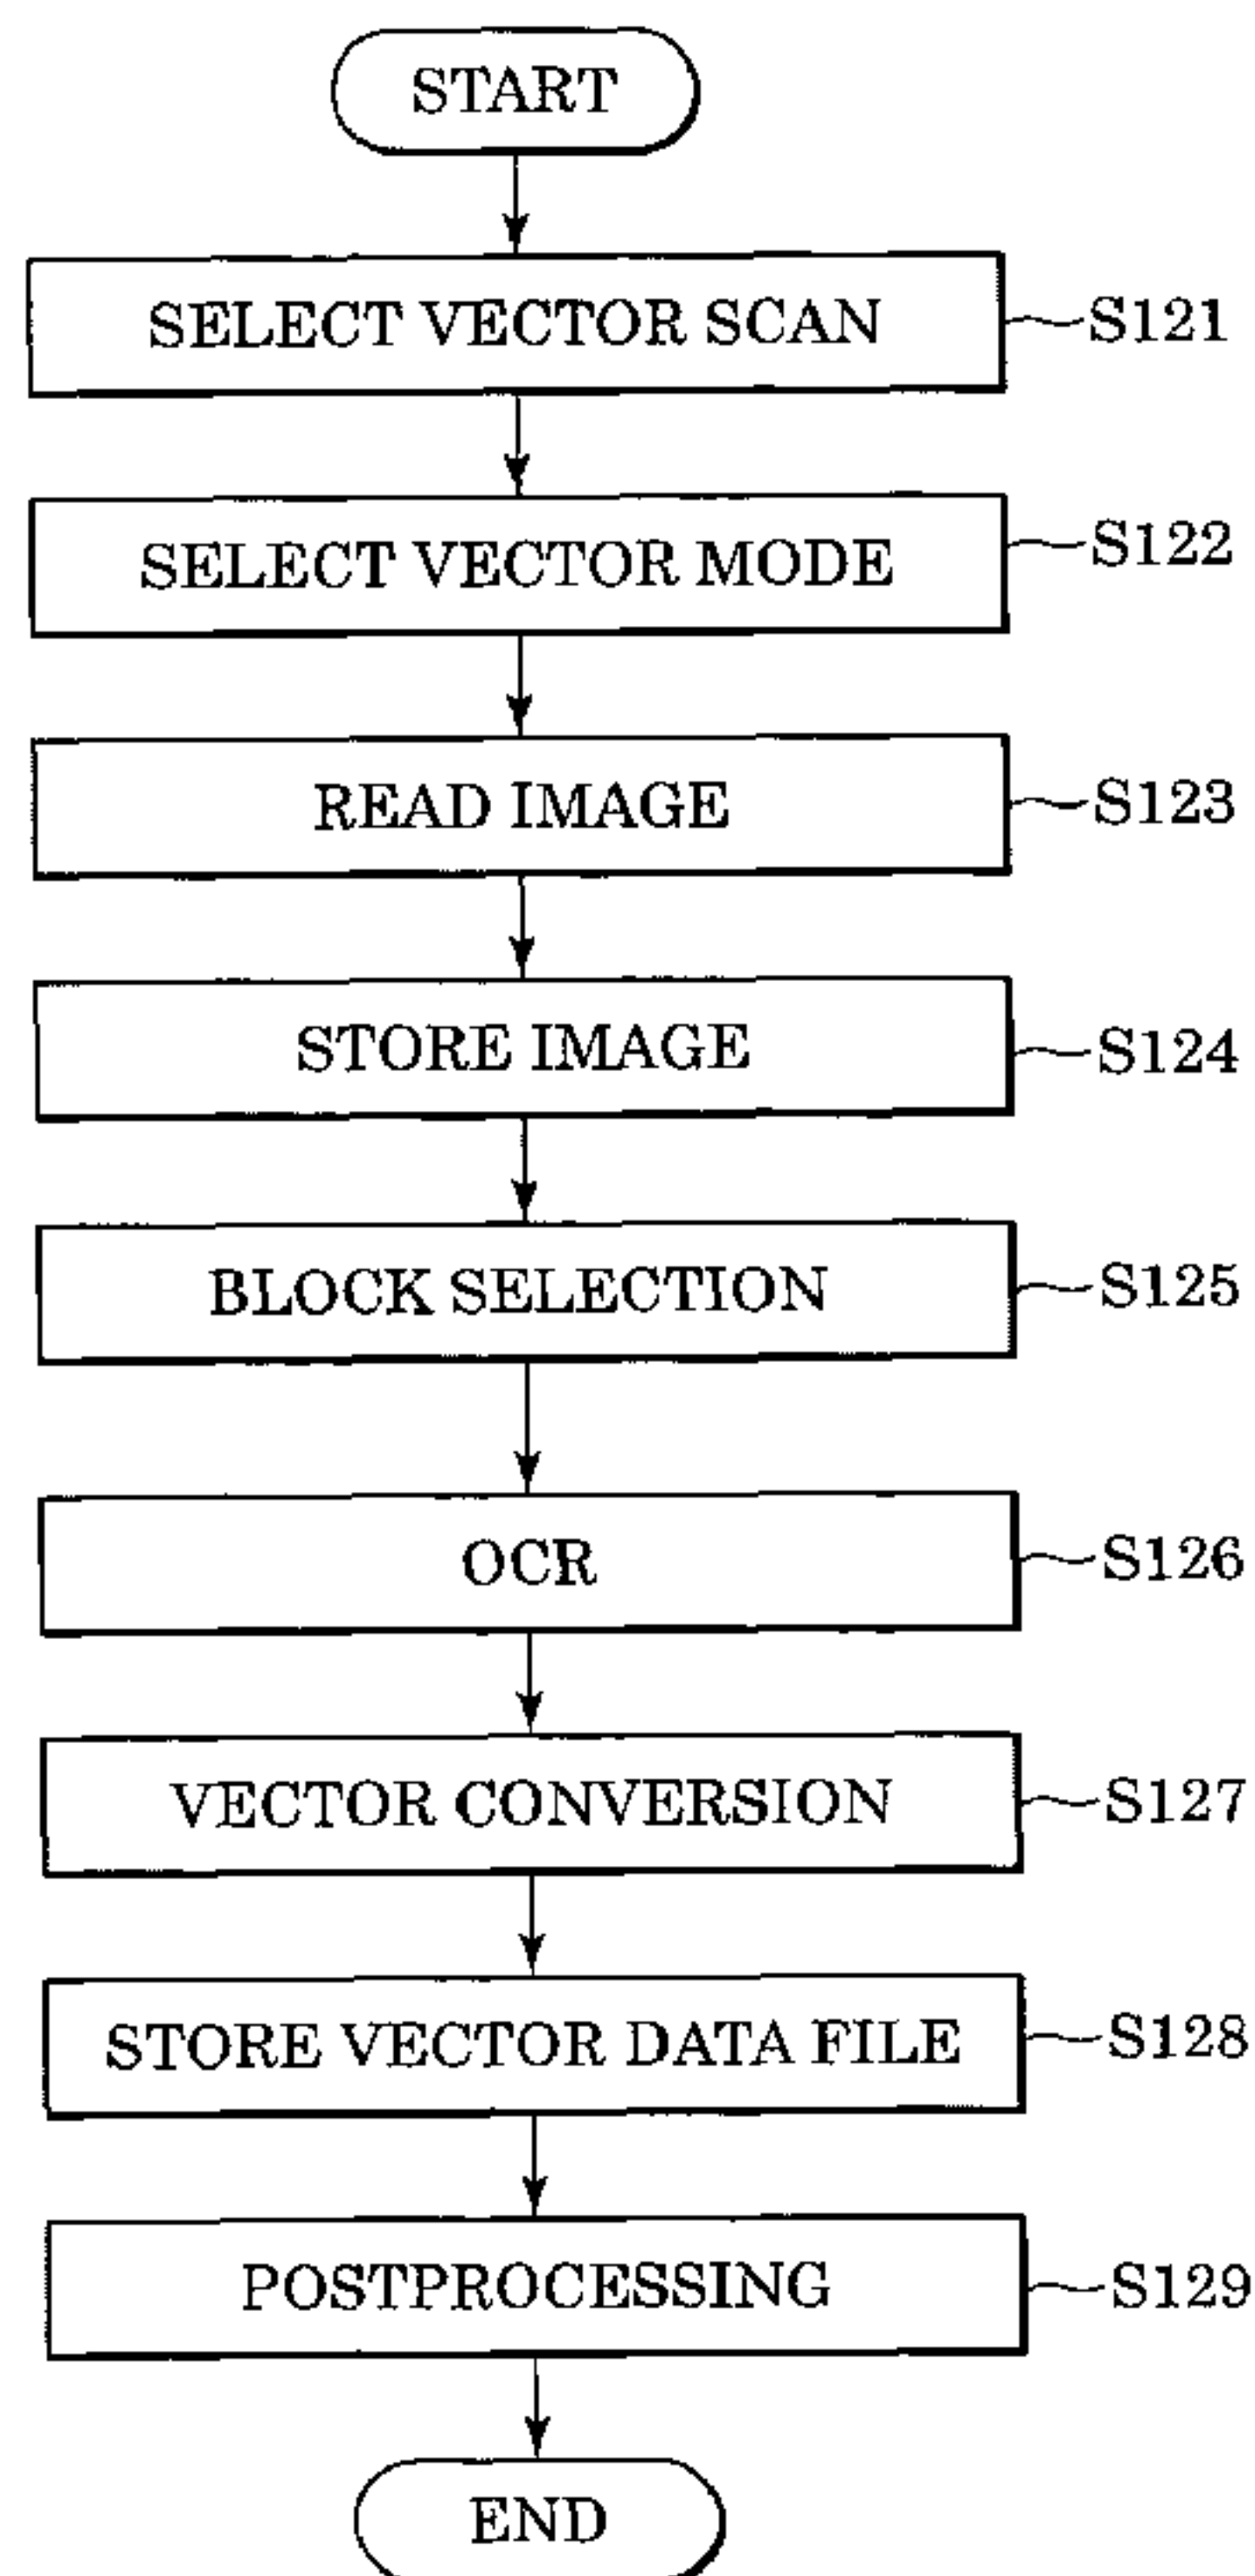 START
SELECT VECTOR SCAN S121
SELECT VECTOR MODE S122
READ IMAGE S123
STORE IMAGE S124
BLOCK SELECTION S125
OCR S126
VECTOR CONVERSION S127
STORE VECTOR DATA FILE S128
POSTPROCESSING S129
END